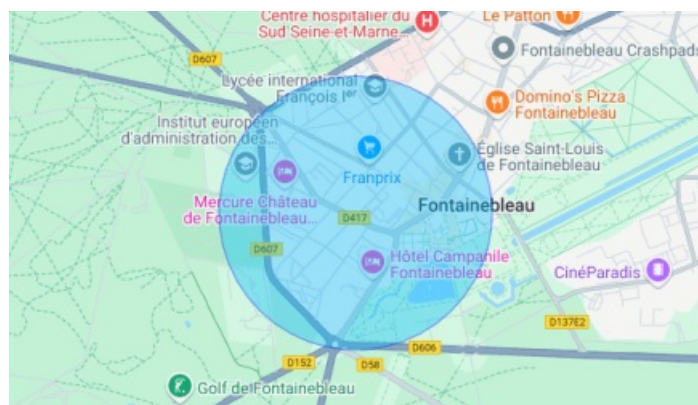 Centre hospitalier du
Sud Seine-et-Marne...
Le Patton
D607
Fontainebleau Crashpads
Lycée international
François Ier
Domino's Pizza
Fontainebleau
Institut européen
d'administration des...
Église Saint-Louis
de Fontainebleau
Franprix
Mercure Château
de Fontainebleau...
Fontainebleau
D417
D607
Hôtel Campanile
Fontainebleau
CinéParadis
D137E2
D606
D152
D58
Golf de Fontainebleau